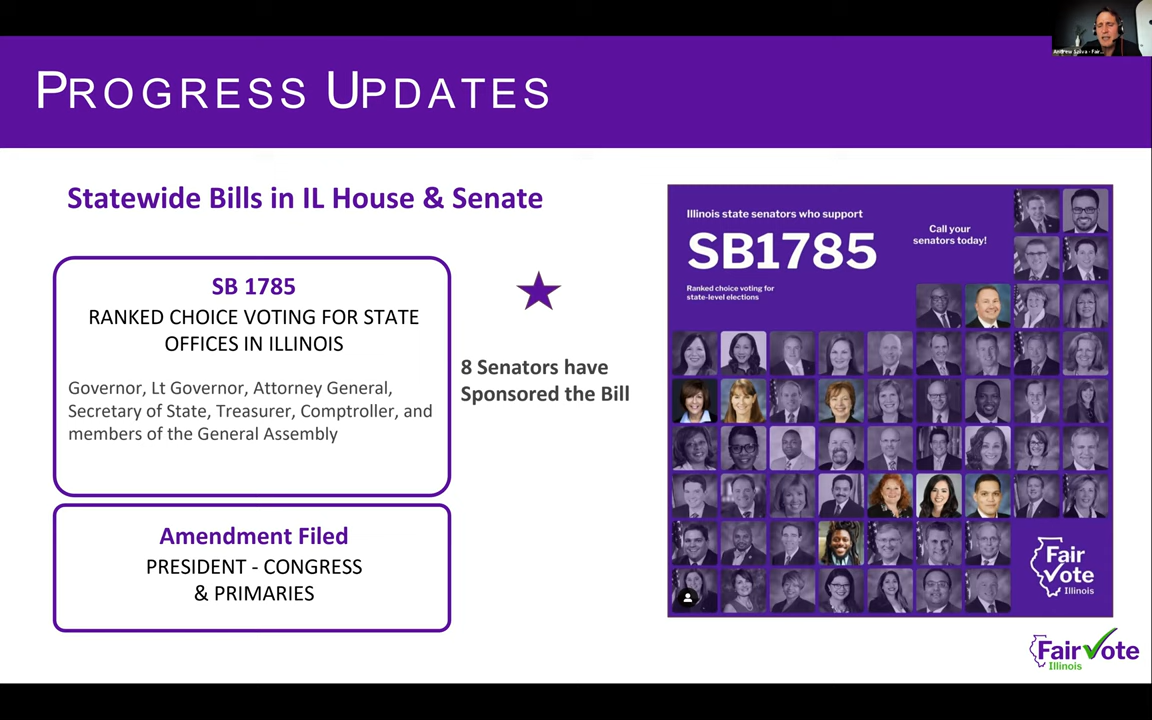 Andrew Szilva - Fair...
PROGRESS UPDATES
Statewide Bills in IL House & Senate
SB 1785
RANKED CHOICE VOTING FOR STATE
OFFICES IN ILLINOIS
Governor, Lt Governor, Attorney General,
Secretary of State, Treasurer, Comptroller, and
members of the General Assembly
Amendment Filed
PRESIDENT - CONGRESS
& PRIMARIES
8 Senators have
Sponsored the Bill
Illinois state senators who support
SB1785
Ranked choice voting for
state-level elections
Call your
senators today!
Fair
Vote
Illinois
FairVote
Illinois